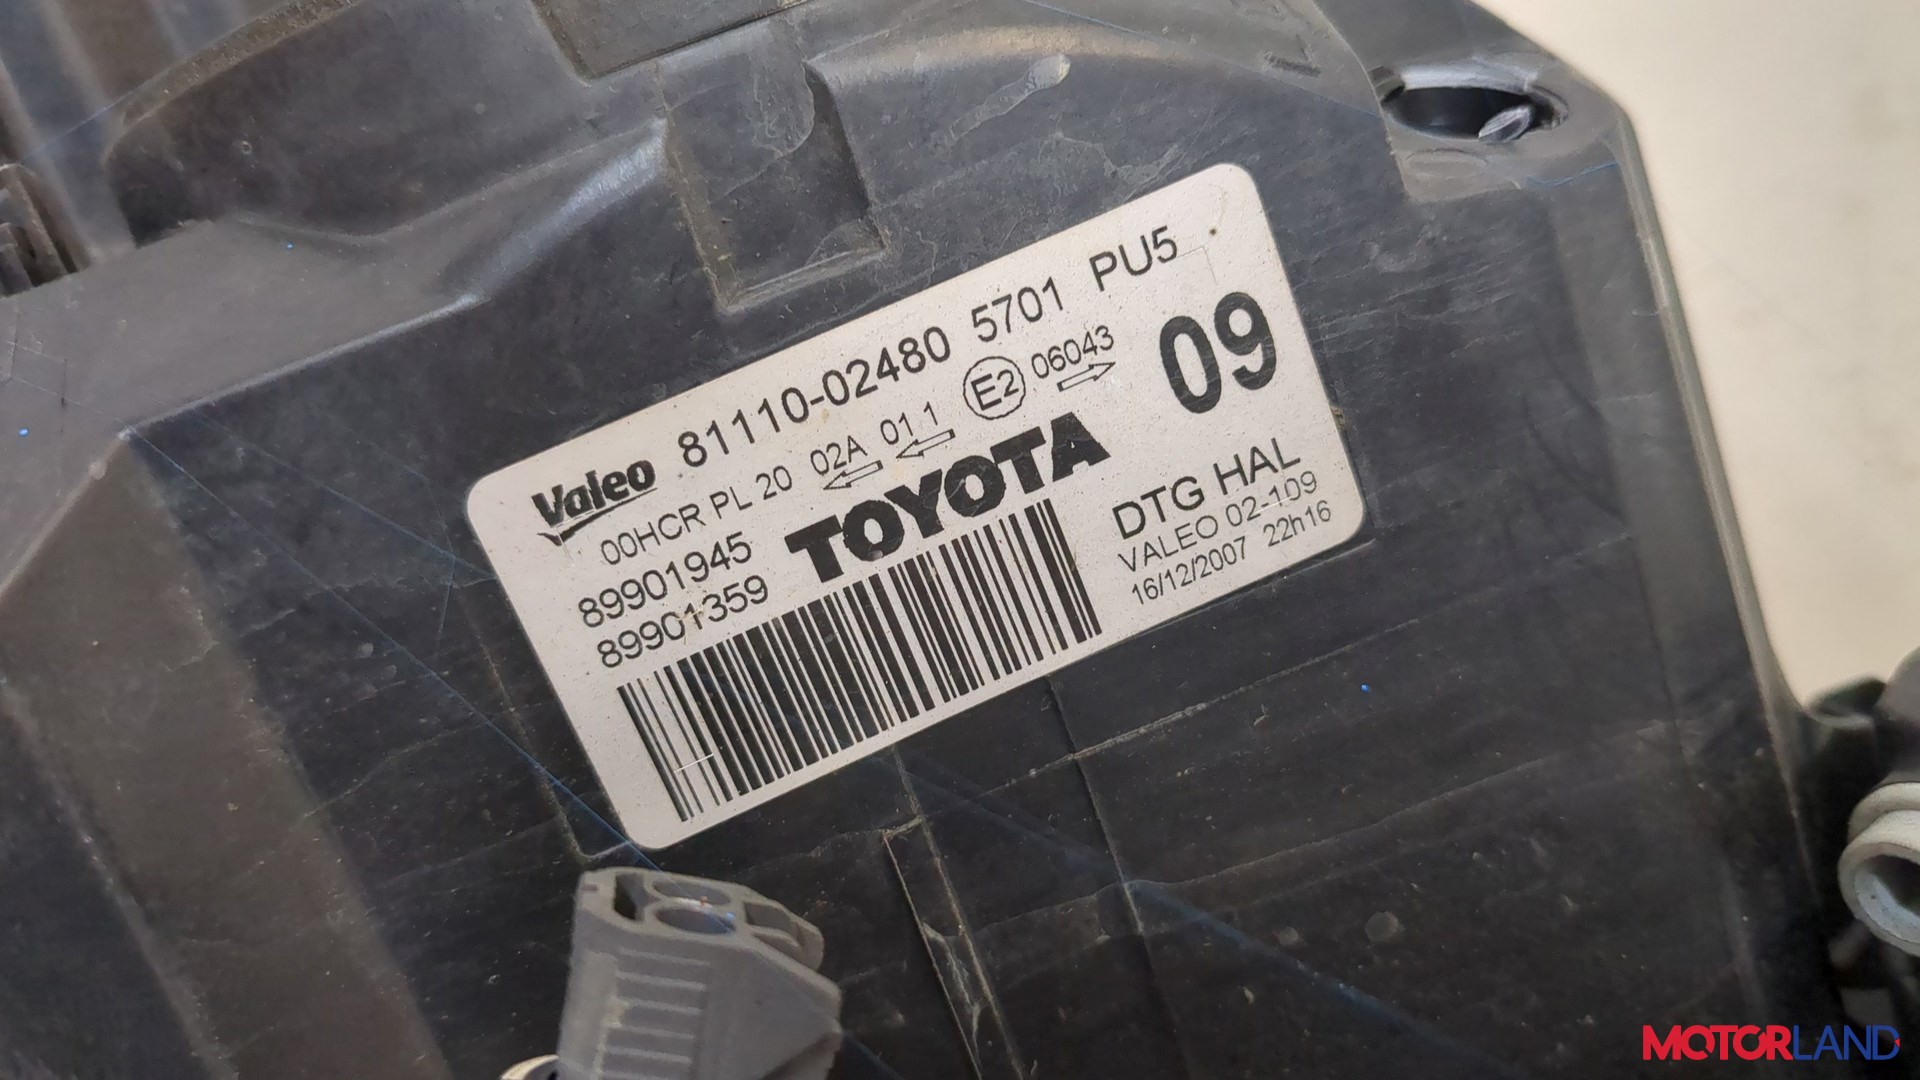 Valeo 81110-02480 5701 PU5
00HCR PL 20 02A 01 1 E2 06043
09
89901945
89901359
TOYOTA
DTG HAL
VALEO 02-109
16/12/2007 22h16
MOTORLAND